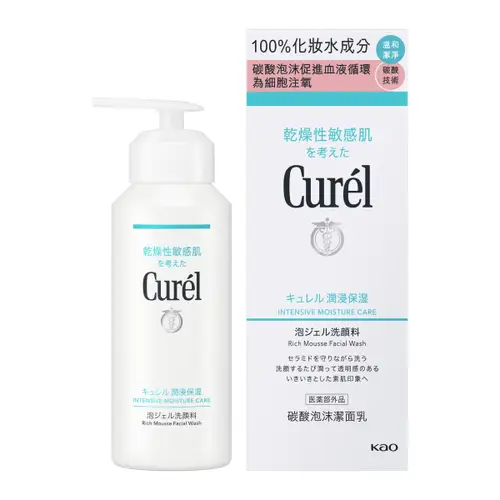 乾燥性敏感肌
を考えた
Curél
キュレル 潤浸保湿
INTENSIVE MOISTURE CARE
泡ジェル洗顔料
Rich Mousse Facial Wash
100%化妝水成分
溫和
潔淨
碳酸泡沫促進血液循環
為細胞注氧
碳酸
技術
乾燥性敏感肌
を考えた
Curél
キュレル 潤浸保湿
INTENSIVE MOISTURE CARE
泡ジェル洗顔料
Rich Mousse Facial Wash
セラミドを守りながら洗う
洗顔するたび潤って透明感のある
いきいきとした素肌印象へ
医薬部外品
碳酸泡沫潔面乳
Kao